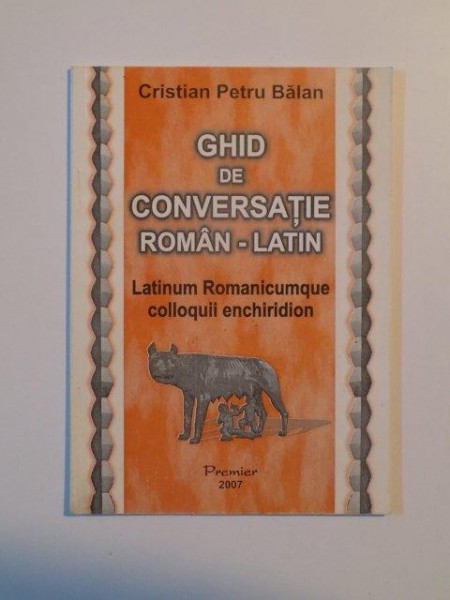 Cristian Petru Bălan
GHID
DE
CONVERSAȚIE
ROMÂN - LATIN
Latinum Romanicumque
colloquii enchiridion
Premier
2007